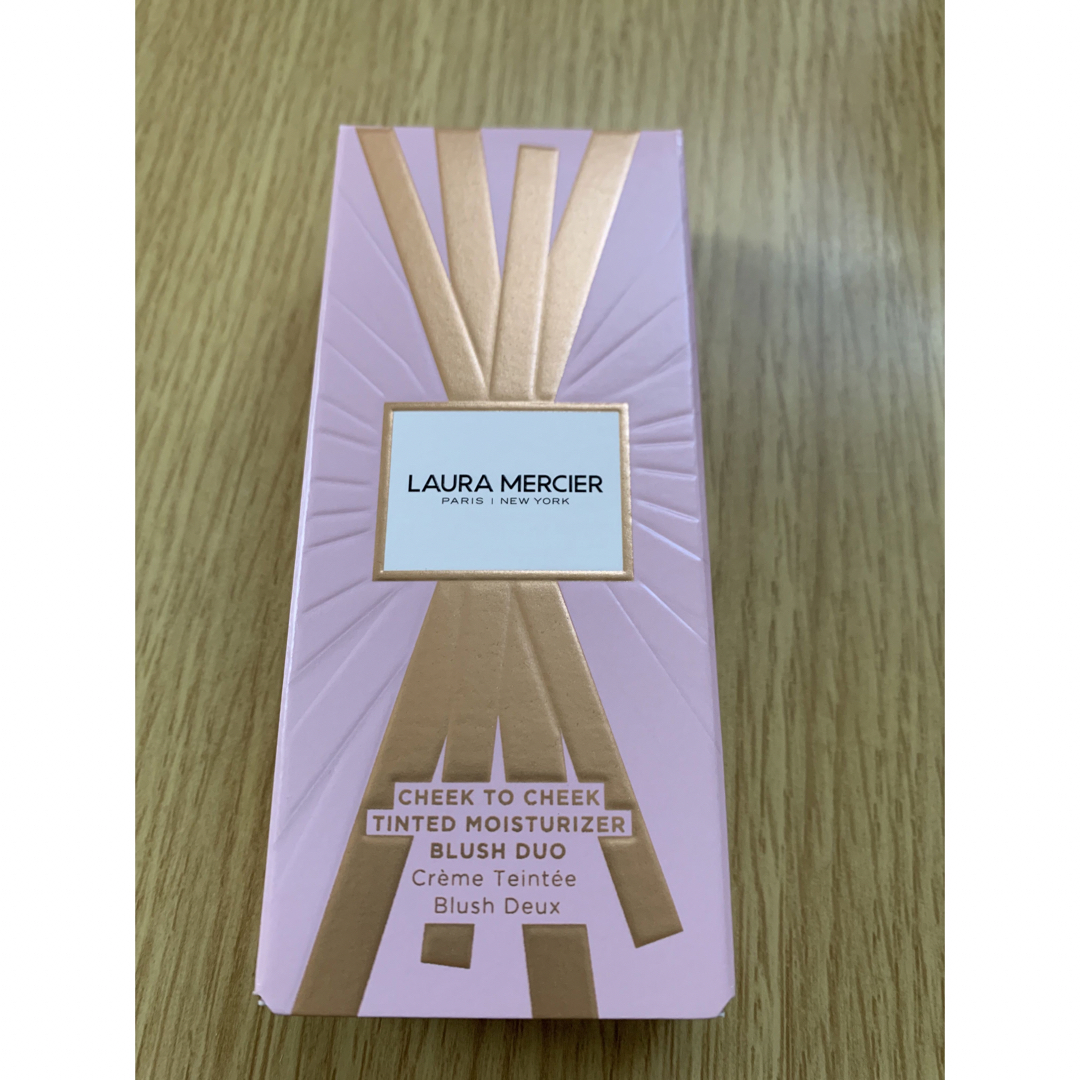 LAURA MERCIER
PARIS | NEW YORK
CHEEK TO CHEEK
TINTED MOISTURIZER
BLUSH DUO
Crème Teintée
Blush Deux